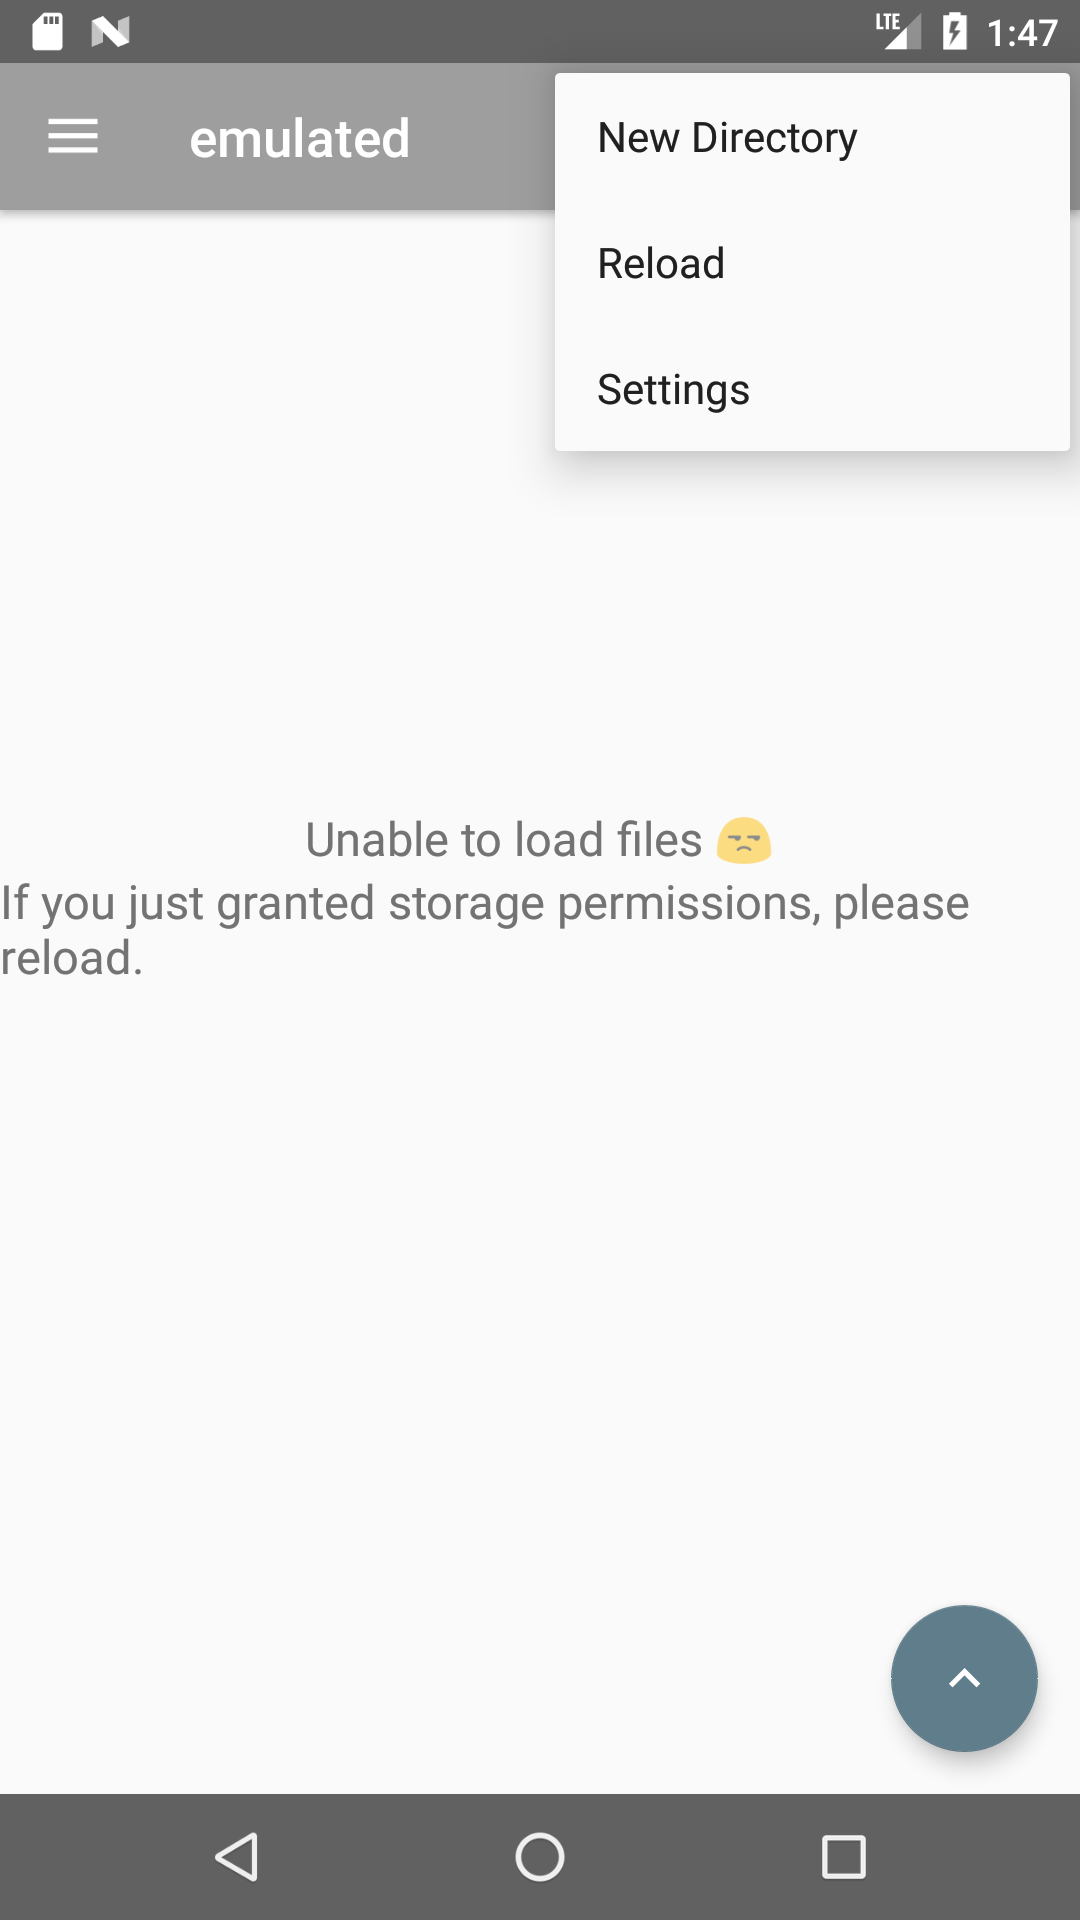 LTE 1:47
emulated
New Directory
Reload
Settings
Unable to load files 😒
If you just granted storage permissions, please
reload.